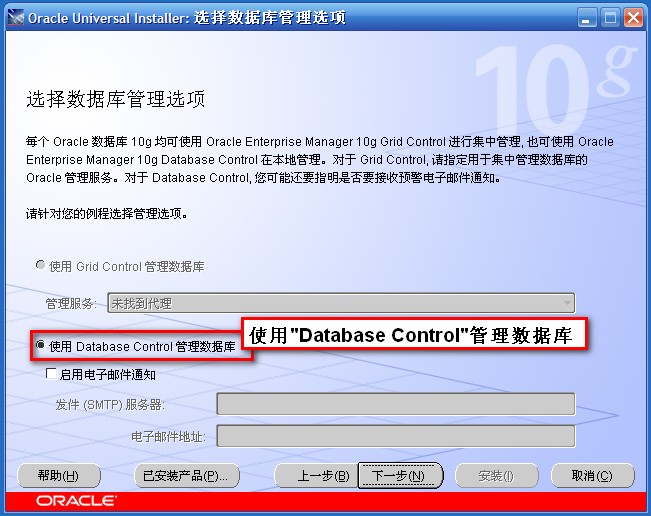 Oracle Universal Installer: 选择数据库管理选项
10g
选择数据库管理选项
每个 Oracle 数据库 10g 均可使用 Oracle Enterprise Manager 10g Grid Control 进行集中管理, 也可使用 Oracle
Enterprise Manager 10g Database Control 在本地管理。对于 Grid Control, 请指定用于集中管理数据库的
Oracle 管理服务。对于 Database Control, 您可能还要指明是否要接收预警电子邮件通知。
请针对您的例程选择管理选项。
使用 Grid Control 管理数据库
管理服务: 未找到代理
使用 Database Control 管理数据库
使用"Database Control"管理数据库
启用电子邮件通知
发件 (SMTP) 服务器:
电子邮件地址:
帮助(H) 已安装产品(P)... 上一步(B) 下一步(N) 安装(I) 取消(C)
ORACLE